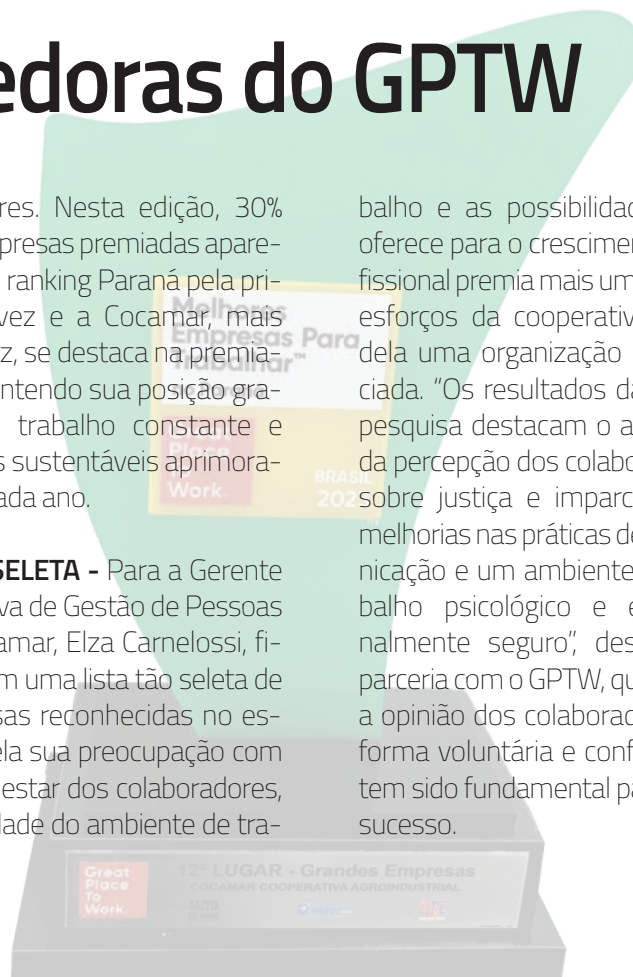 edoras do GPTW
res. Nesta edição, 30%
presas premiadas apare-
ranking Paraná pela pri-
vez e a Cocamar, mais
z, se destaca na premia-
ntendo sua posição gra-
trabalho constante e
s sustentáveis aprimora-
ada ano.
SELETA - Para a Gerente
va de Gestão de Pessoas
amar, Elza Carnelossi, fi-
m uma lista tão seleta de
sas reconhecidas no es-
ela sua preocupação com
estar dos colaboradores,
dade do ambiente de tra-
balho e as possibilidad
oferece para o crescimen
fissional premia mais um
esforços da cooperativ
dela uma organização
ciada. “Os resultados da
pesquisa destacam o a
da percepção dos colabo
sobre justiça e imparc
melhorias nas práticas de
nicação e um ambiente
balho psicológico e e
nalmente seguro”, des
parceria com o GPTW, qu
a opinião dos colaborad
forma voluntária e conf
tem sido fundamental pa
sucesso.
Melhores
Empresas Para
Trabalhar™
Great
Place
To
Work.
BRASIL
Great
Place
To
Work.
12º LUGAR - Grandes Empresas
COCAMAR COOPERATIVA AGROINDUSTRIAL